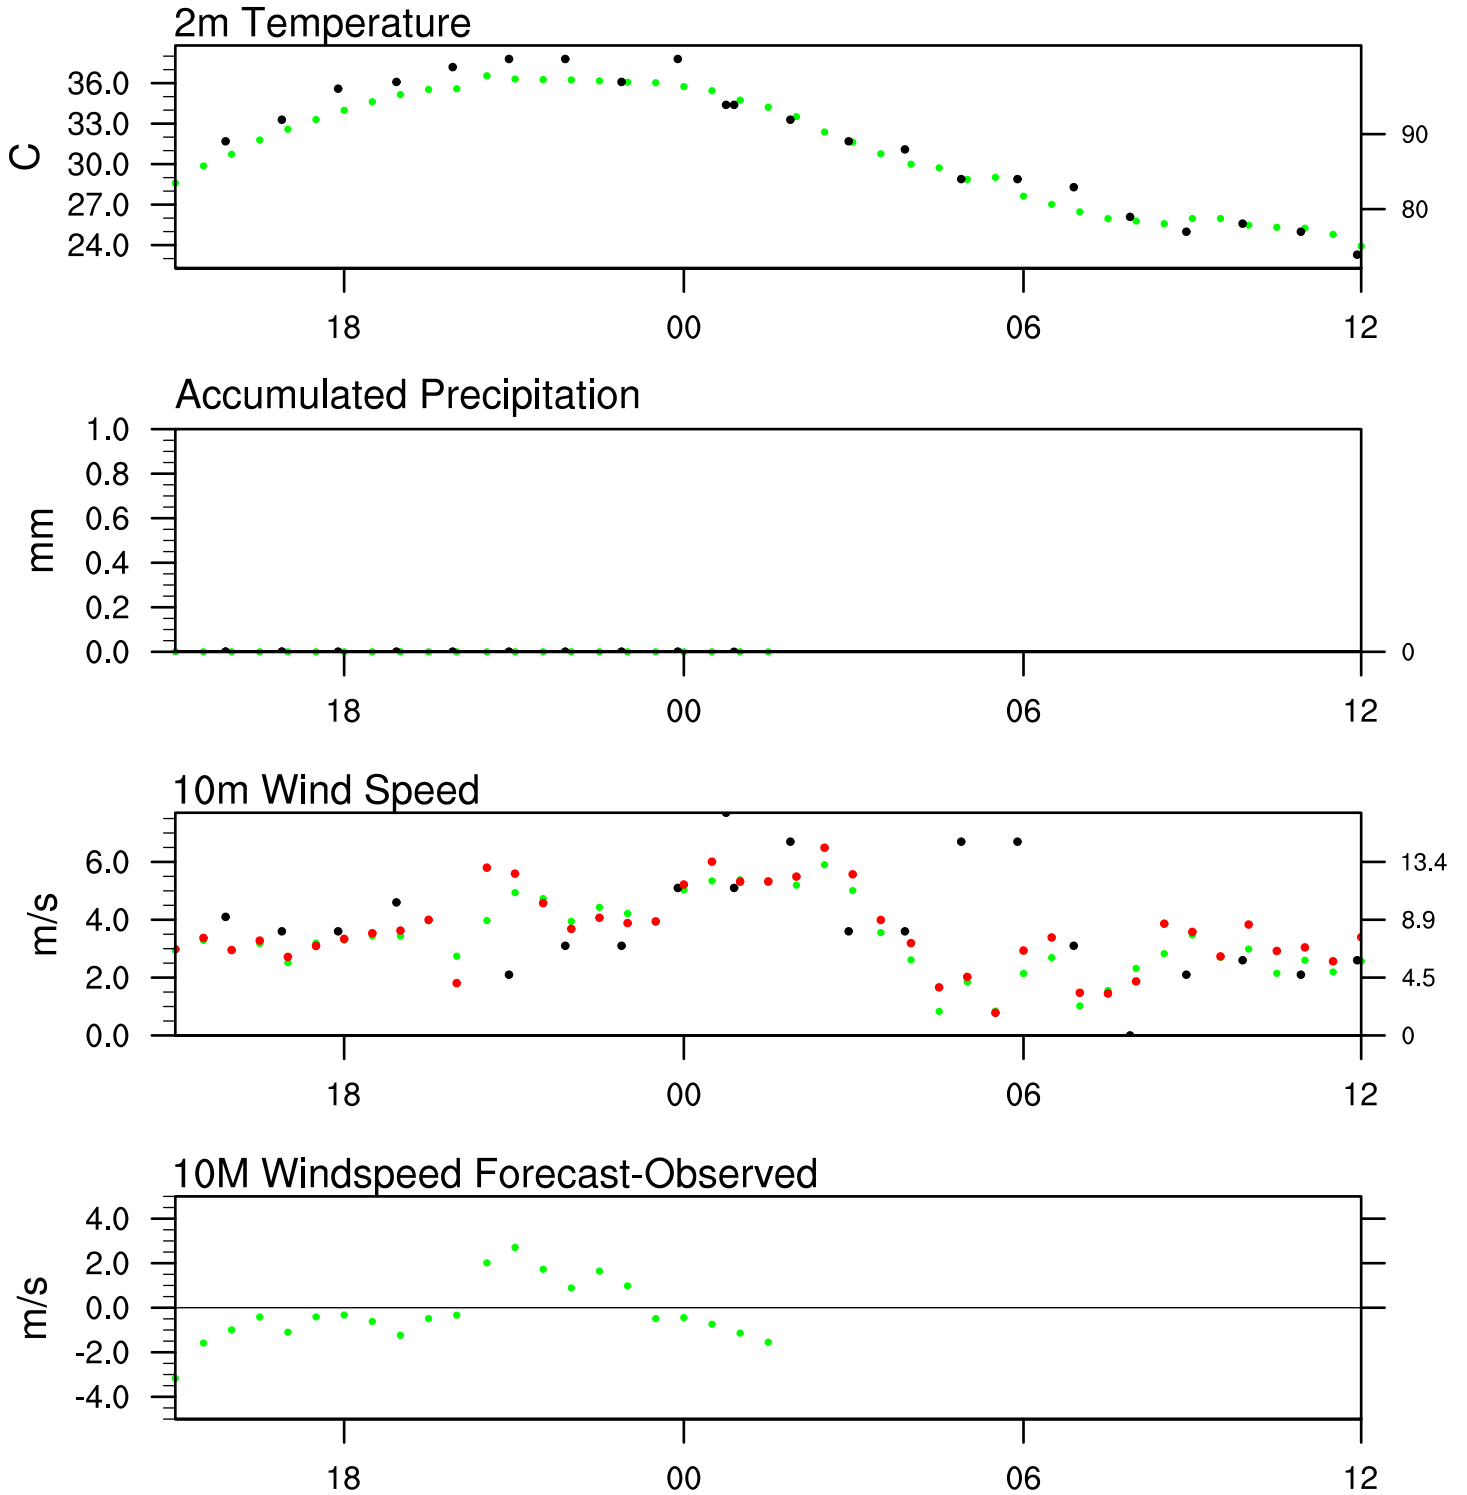 2m Temperature
36.0
33.0
30.0
27.0
24.0
C
90
80
18 00 06 12
Accumulated Precipitation
1.0
0.8
0.6
0.4
0.2
0.0
mm
0
18 00 06 12
10m Wind Speed
6.0
4.0
2.0
0.0
m/s
13.4
8.9
4.5
0
18 00 06 12
10M Windspeed Forecast-Observed
4.0
2.0
0.0
-2.0
-4.0
m/s
18 00 06 12